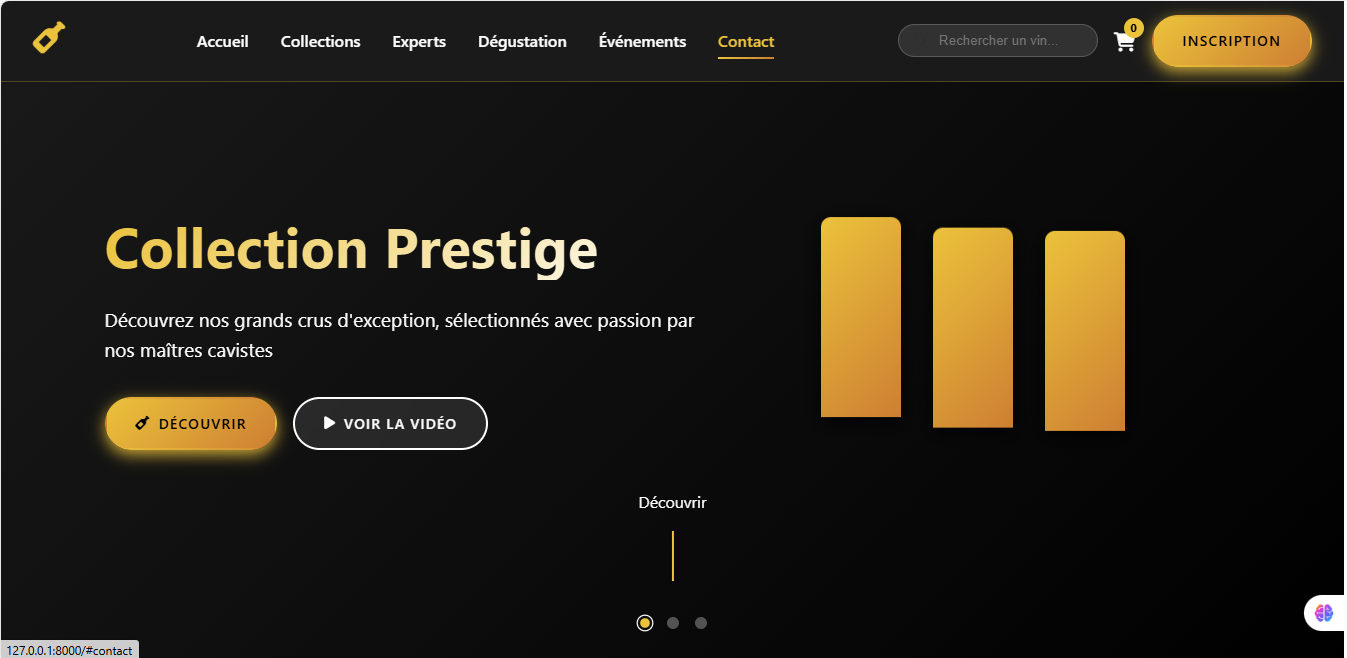 Accueil Collections Experts Dégustation Événements Contact Rechercher un vin... 0 INSCRIPTION
Collection Prestige
Découvrez nos grands crus d'exception, sélectionnés avec passion par
nos maîtres cavistes
DÉCOUVRIR VOIR LA VIDÉO
Découvrir
127.0.0.1:8000/#contact